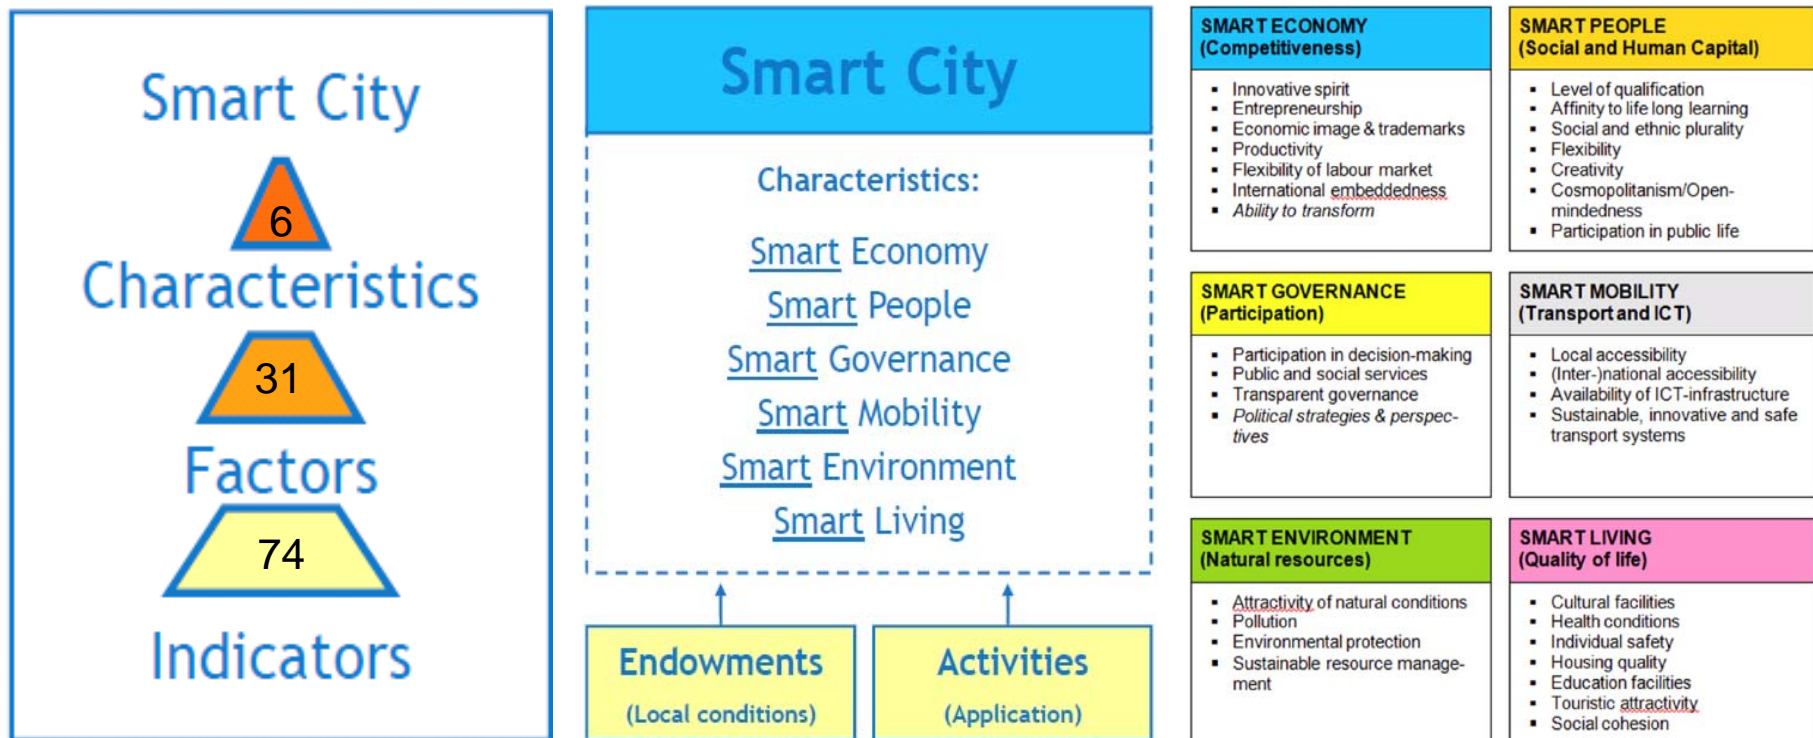 Smart City
6
Characteristics
31
Factors
74
Indicators
Smart City
Characteristics:
Smart Economy
Smart People
Smart Governance
Smart Mobility
Smart Environment
Smart Living
Endowments
(Local conditions)
Activities
(Application)
SMART ECONOMY
(Competitiveness)
▪ Innovative spirit
▪ Entrepreneurship
▪ Economic image & trademarks
▪ Productivity
▪ Flexibility of labour market
▪ International embeddedness
▪ Ability to transform
SMART PEOPLE
(Social and Human Capital)
▪ Level of qualification
▪ Affinity to life long learning
▪ Social and ethnic plurality
▪ Flexibility
▪ Creativity
▪ Cosmopolitanism/Open-
mindedness
▪ Participation in public life
SMART GOVERNANCE
(Participation)
▪ Participation in decision-making
▪ Public and social services
▪ Transparent governance
▪ Political strategies & perspec-
tives
SMART MOBILITY
(Transport and ICT)
▪ Local accessibility
▪ (Inter-)national accessibility
▪ Availability of ICT-infrastructure
▪ Sustainable, innovative and safe
transport systems
SMART ENVIRONMENT
(Natural resources)
▪ Attractivity of natural conditions
▪ Pollution
▪ Environmental protection
▪ Sustainable resource manage-
ment
SMART LIVING
(Quality of life)
▪ Cultural facilities
▪ Health conditions
▪ Individual safety
▪ Housing quality
▪ Education facilities
▪ Touristic attractivity
▪ Social cohesion